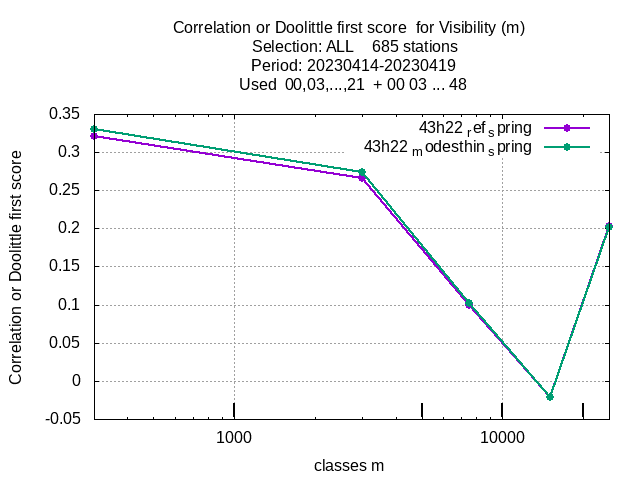 Correlation or Doolittle first score  for Visibility (m)
Selection: ALL    685 stations
Period: 20230414-20230419
Used  00,03,...,21  + 00 03 ... 48
0.35
0.3
0.25
0.2
0.15
0.1
0.05
0
-0.05
Correlation or Doolittle first score
43h22 ref spring
43h22 modesthin spring
1000
10000
classes m